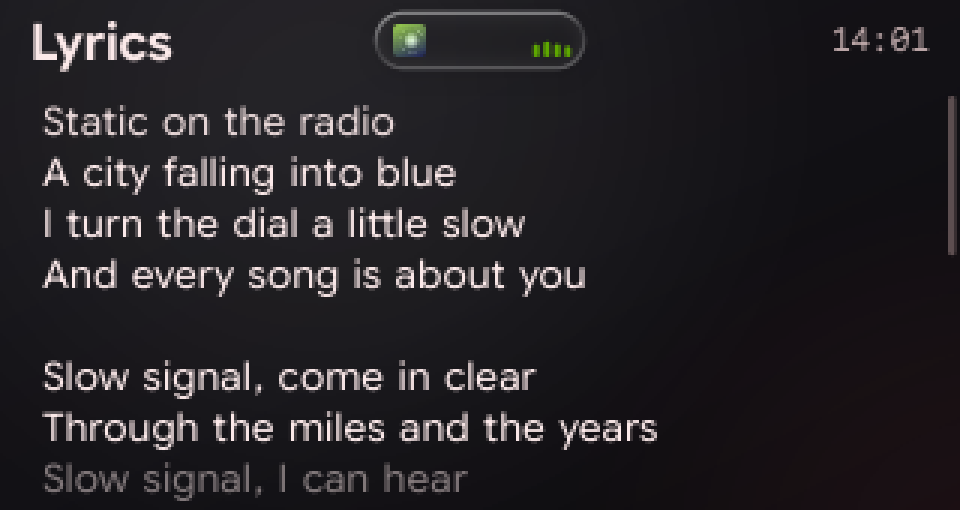 Lyrics
14:01
Static on the radio
A city falling into blue
I turn the dial a little slow
And every song is about you
Slow signal, come in clear
Through the miles and the years
Slow signal, I can hear